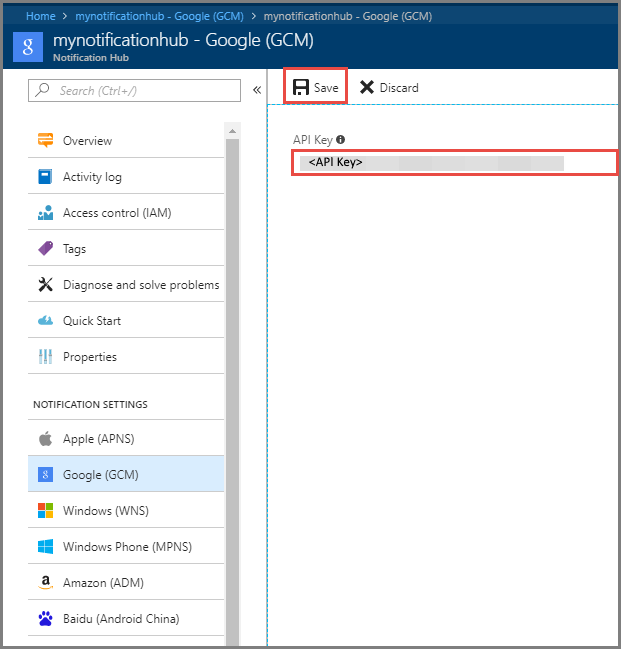 Home > mynotificationhub - Google (GCM) > mynotificationhub - Google (GCM)
mynotificationhub - Google (GCM)
Notification Hub
Search (Ctrl+/)
Save
Discard
API Key
<API Key>
Overview
Activity log
Access control (IAM)
Tags
Diagnose and solve problems
Quick Start
Properties
NOTIFICATION SETTINGS
Apple (APNS)
Google (GCM)
Windows (WNS)
Windows Phone (MPNS)
Amazon (ADM)
Baidu (Android China)